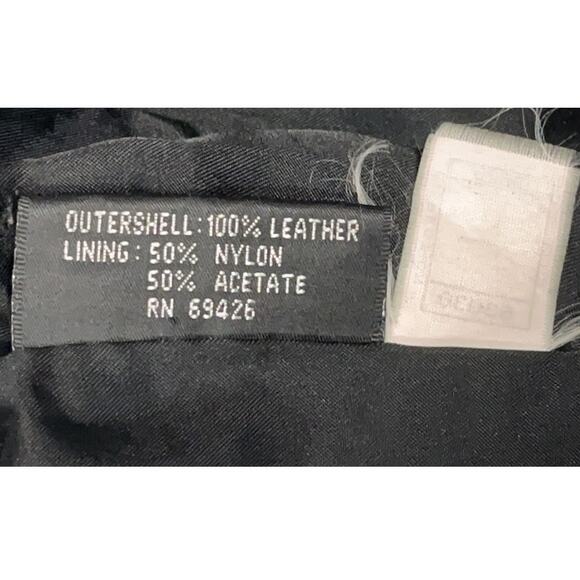 OUTERSHELL: 100% LEATHER
LINING: 50% NYLON
50% ACETATE
RN 69426